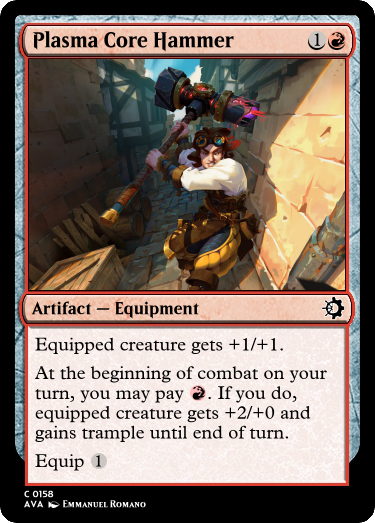 Plasma Core Hammer 1
Artifact — Equipment
Equipped creature gets +1/+1.
At the beginning of combat on your
turn, you may pay . If you do,
equipped creature gets +2/+0 and
gains trample until end of turn.
Equip 1
C 0158
AVA Emmanuel Romano